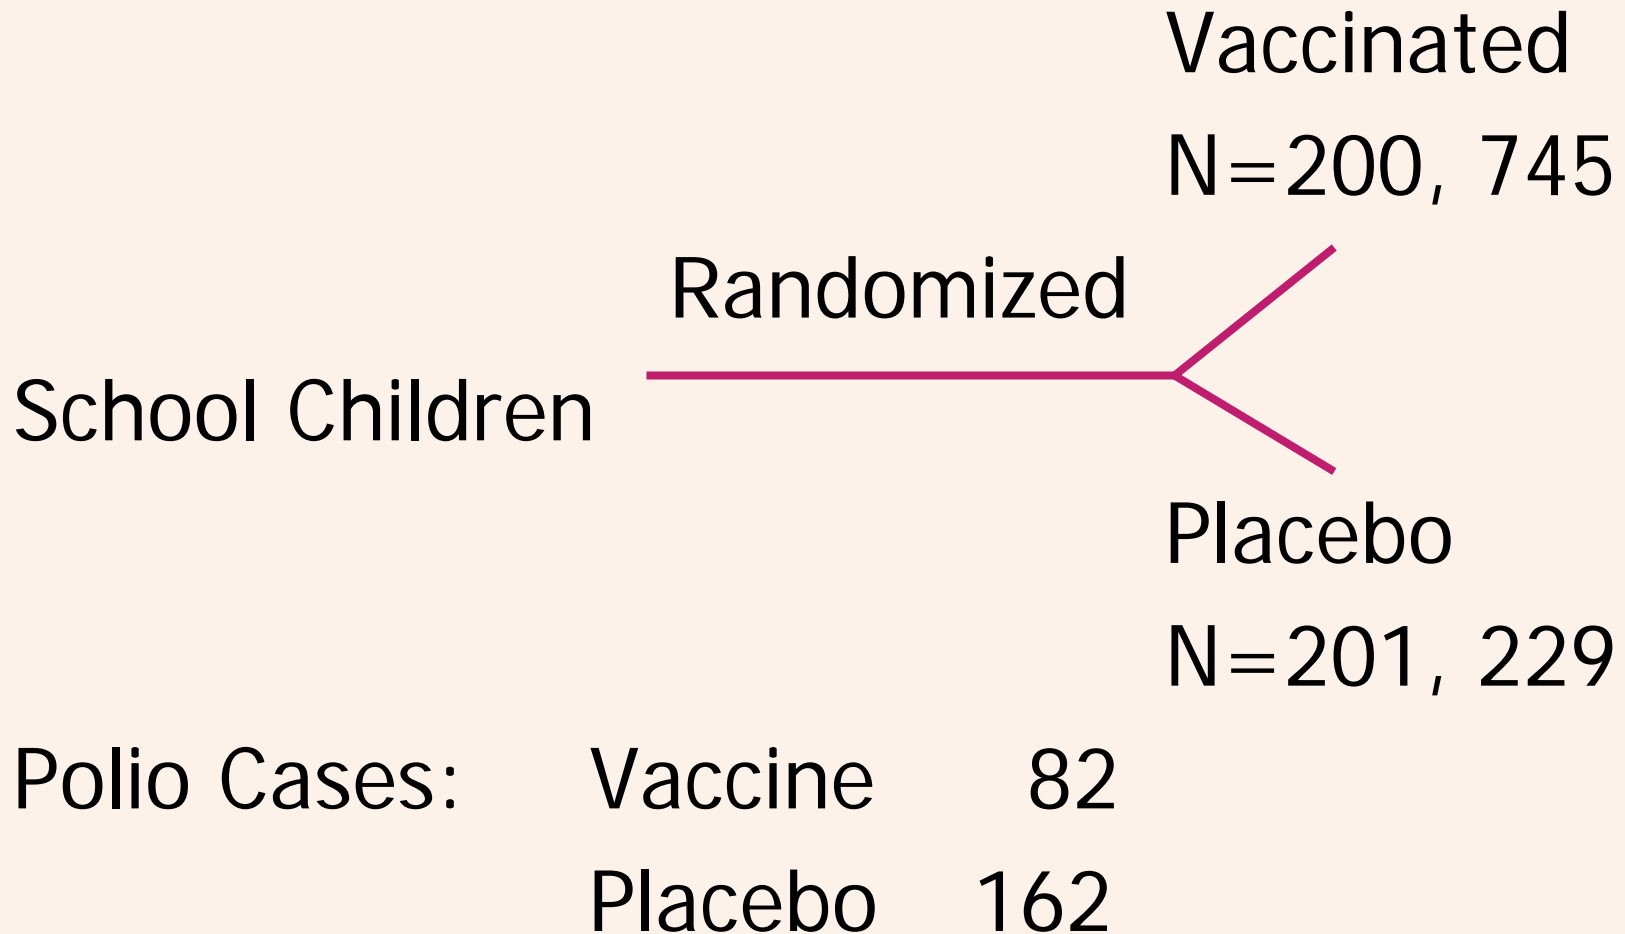 Vaccinated
N=200, 745
Randomized
School Children
Placebo
N=201, 229
Polio Cases: Vaccine 82
Placebo 162